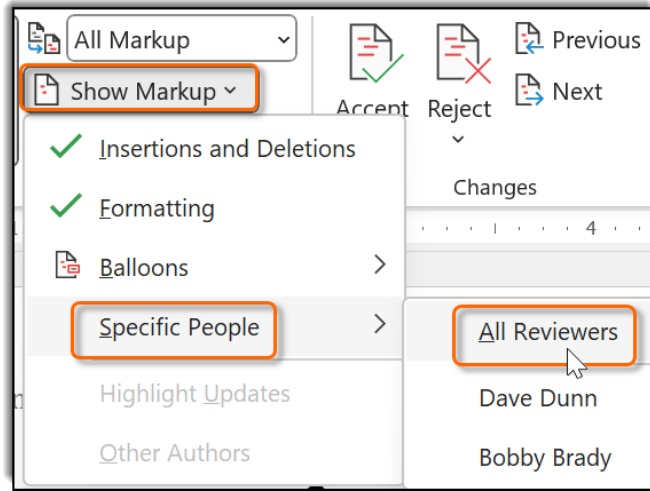 All Markup
Show Markup
Accept
Reject
Previous
Next
Changes
Insertions and Deletions
Formatting
4
Balloons
Specific People
All Reviewers
Highlight Updates
Dave Dunn
Other Authors
Bobby Brady